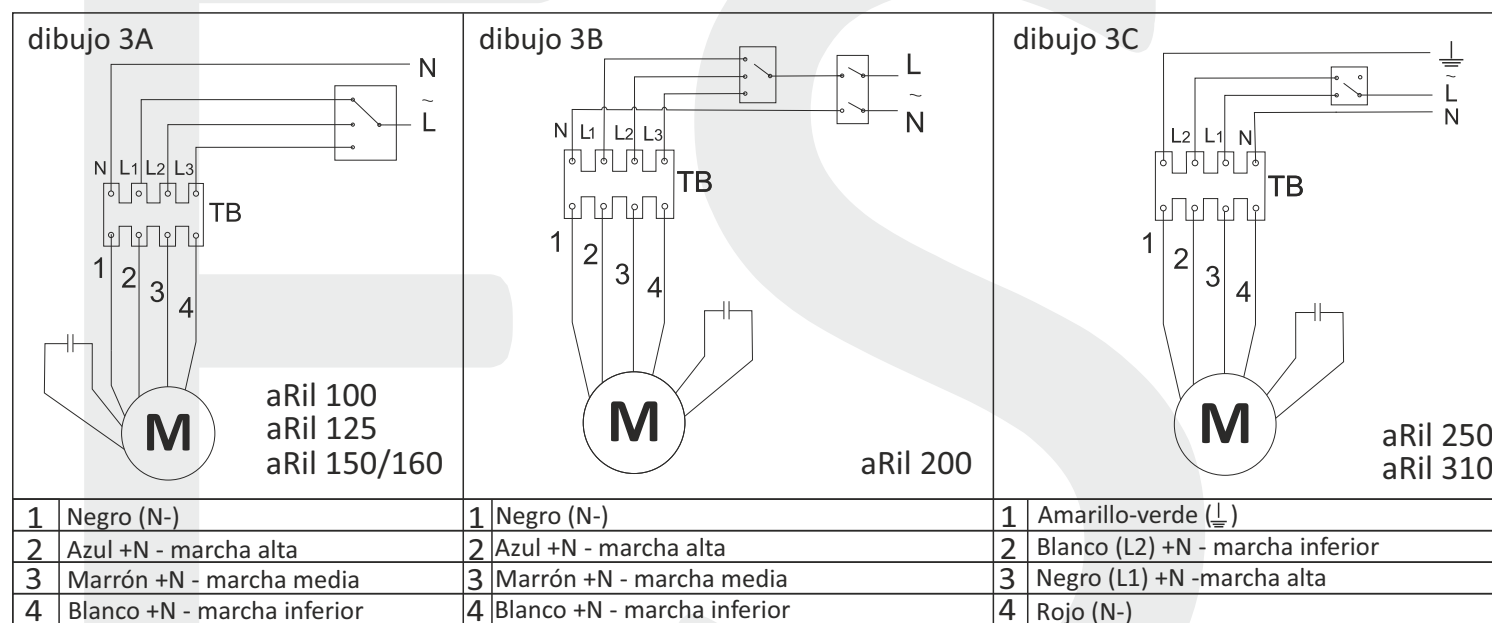 dibujo 3A
N
~
L
N L1 L2 L3
TB
1
2
3
4
M
aRil 100
aRil 125
aRil 150/160
1 Negro (N-)
2 Azul +N - marcha alta
3 Marrón +N - marcha media
4 Blanco +N - marcha inferior
dibujo 3B
L
~
N
N L1 L2 L3
TB
1
2
3
4
M
aRil 200
1 Negro (N-)
2 Azul +N - marcha alta
3 Marrón +N - marcha media
4 Blanco +N - marcha inferior
dibujo 3C
~
L
N
L2 L1 N
TB
1
2
3
4
M
aRil 250
aRil 310
1 Amarillo-verde (⏚)
2 Blanco (L2) +N - marcha inferior
3 Negro (L1) +N -marcha alta
4 Rojo (N-)